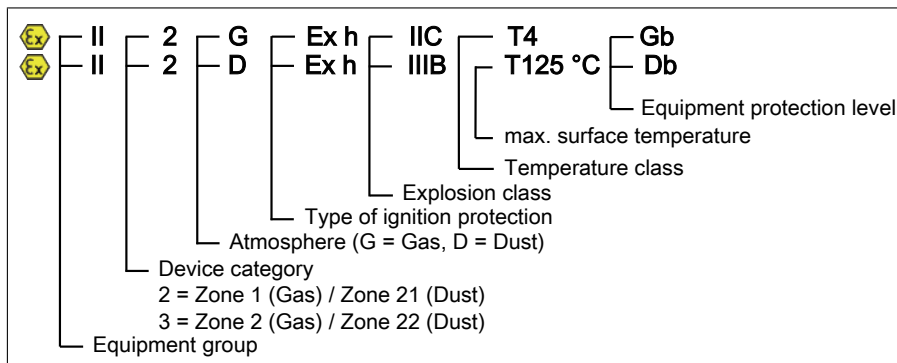 Ex II 2 G Ex h IIC T4 Gb
Ex II 2 D Ex h IIIB T125 °C Db
Equipment protection level
max. surface temperature
Temperature class
Explosion class
Type of ignition protection
Atmosphere (G = Gas, D = Dust)
Device category
2 = Zone 1 (Gas) / Zone 21 (Dust)
3 = Zone 2 (Gas) / Zone 22 (Dust)
Equipment group